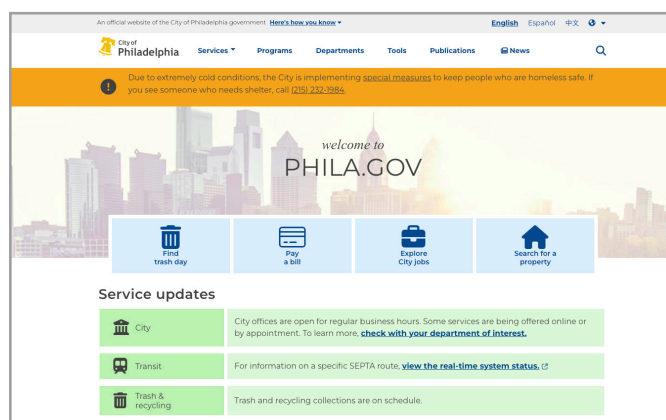 An official website of the City of Philadelphia government Here's how you know
English Español 中文
City of
Philadelphia
Services Programs Departments Tools Publications News
Due to extremely cold conditions, the City is implementing special measures to keep people who are homeless safe. If
you see someone who needs shelter, call (215) 232-1984.
welcome to
PHILA.GOV
Find
trash day
Pay
a bill
Explore
City jobs
Search for a
property
Service updates
City
City offices are open for regular business hours. Some services are being offered online or
by appointment. To learn more, check with your department of interest.
Transit
For information on a specific SEPTA route, view the real-time system status.
Trash &
recycling
Trash and recycling collections are on schedule.